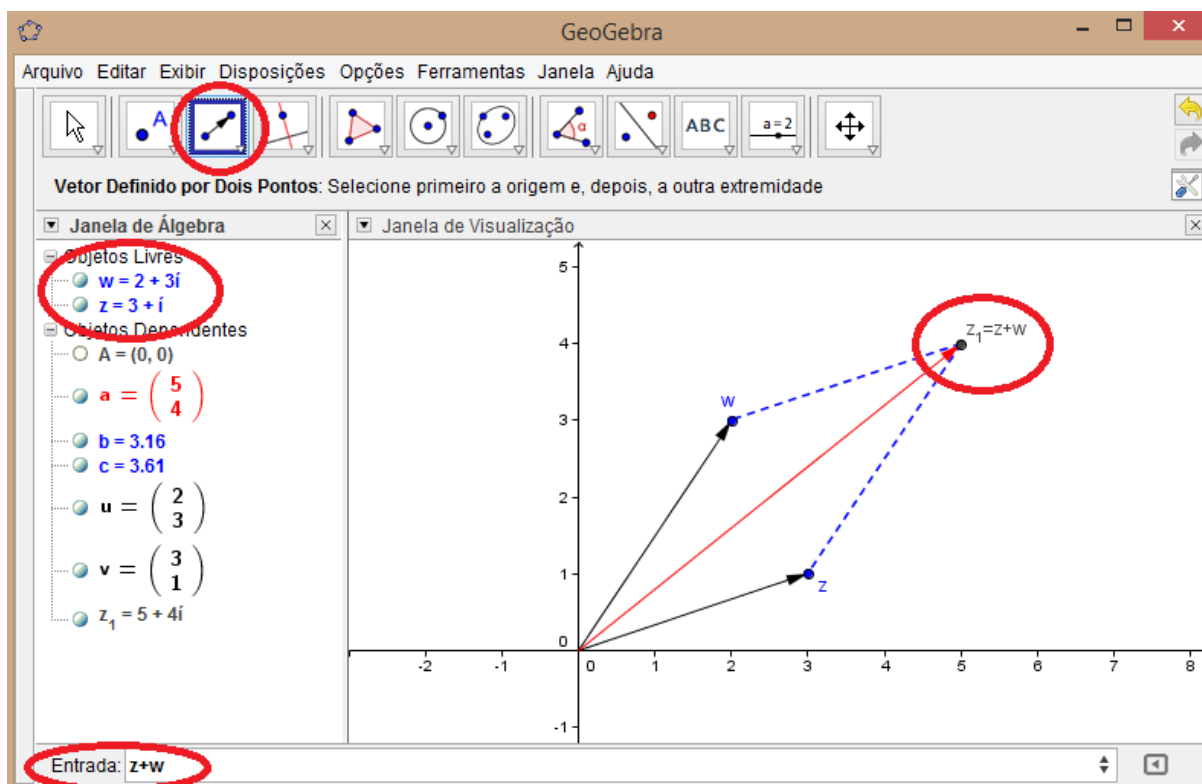 GeoGebra
Arquivo Editar Exibir Disposições Opções Ferramentas Janela Ajuda
A
α
ABC
a=2
Vetor Definido por Dois Pontos: Selecione primeiro a origem e, depois, a outra extremidade
Janela de Álgebra
Objetos Livres
w = 2 + 3í
z = 3 + í
Objetos Dependentes
A = (0, 0)
a = ( 5
4 )
b = 3.16
c = 3.61
u = ( 2
3 )
v = ( 3
1 )
z₁ = 5 + 4í
Janela de Visualização
5
z₁=z+w
4
w
3
2
1
z
0
-2 -1 0 1 2 3 4 5 6 7 8
-1
Entrada: z+w